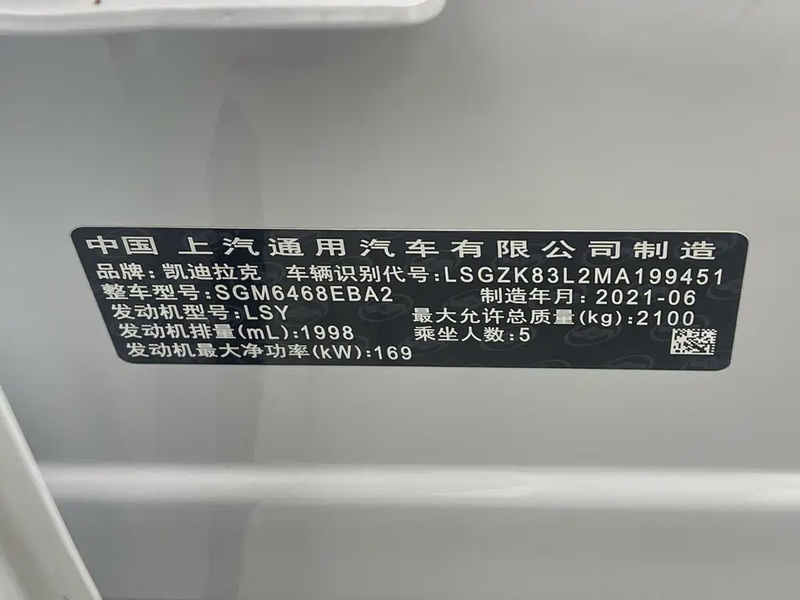 中国 上汽通用汽车有限公司制造
品牌:凯迪拉克 车辆识别代号:LSGZK83L2MA199451
整车型号:SGM6468EBA2 制造年月:2021-06
发动机型号:LSY 最大允许总质量(kg):2100
发动机排量(mL):1998 乘坐人数:5
发动机最大净功率(kW):169